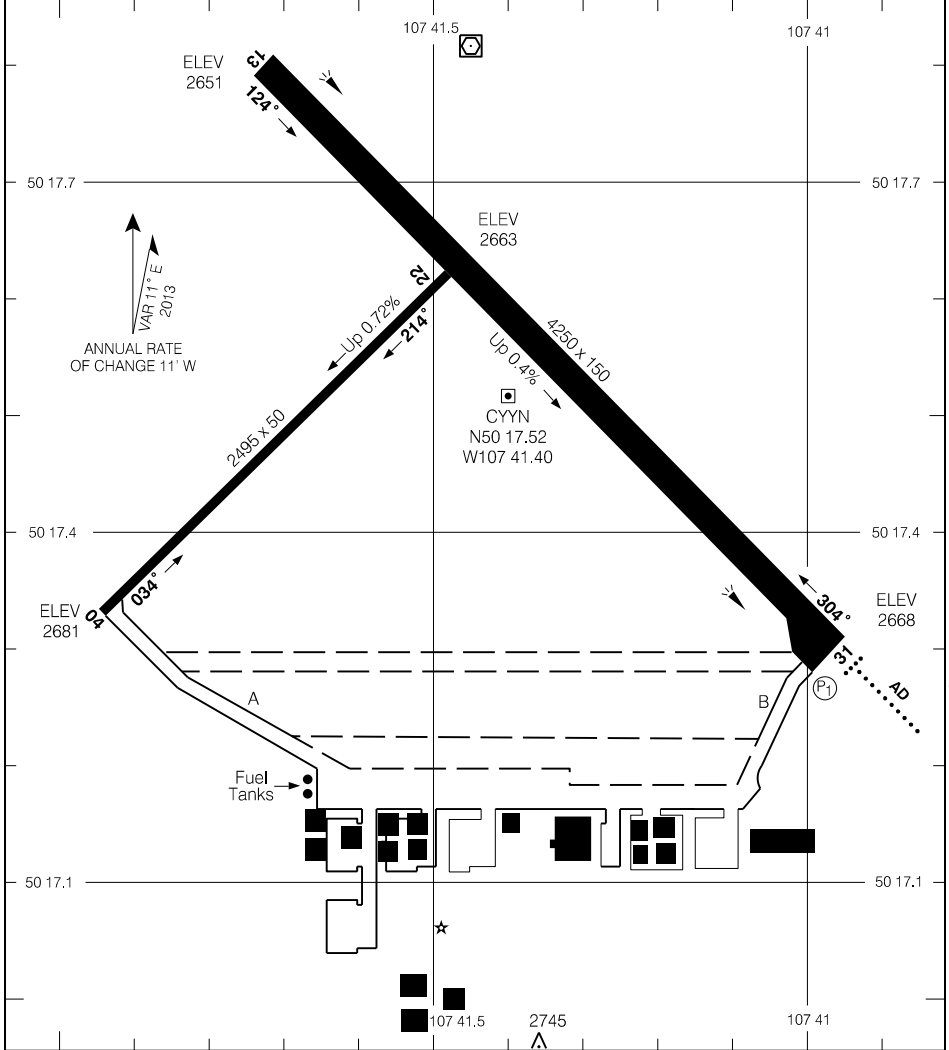 107 41.5
107 41
ELEV
2651
13
124°
50 17.7
50 17.7
ELEV
2663
22
VAR 11° E
2013
ANNUAL RATE
OF CHANGE 11' W
Up 0.72%
214°
4250 x 150
Up 0.4%
CYYN
N50 17.52
W107 41.40
2495 x 50
50 17.4
50 17.4
034°
304°
ELEV
2681
04
ELEV
2668
31
P1
AD
A
B
Fuel
Tanks
50 17.1
50 17.1
107 41.5
2745
107 41